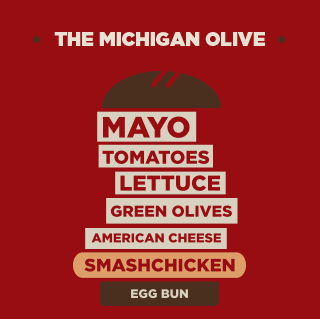 THE MICHIGAN OLIVE
MAYO
TOMATOES
LETTUCE
GREEN OLIVES
AMERICAN CHEESE
SMASHCHICKEN
EGG BUN